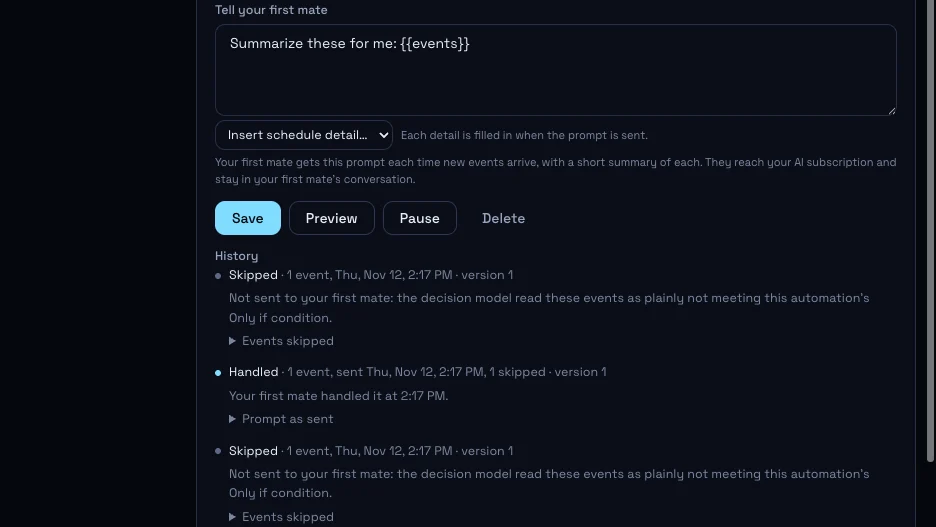 Tell your first mate
Summarize these for me: {{events}}
Insert schedule detail...
Each detail is filled in when the prompt is sent.
Your first mate gets this prompt each time new events arrive, with a short summary of each. They reach your AI subscription and
stay in your first mate's conversation.
Save
Preview
Pause
Delete
History
Skipped · 1 event, Thu, Nov 12, 2:17 PM · version 1
Not sent to your first mate: the decision model read these events as plainly not meeting this automation's
Only if condition.
Events skipped
Handled · 1 event, sent Thu, Nov 12, 2:17 PM, 1 skipped · version 1
Your first mate handled it at 2:17 PM.
Prompt as sent
Skipped · 1 event, Thu, Nov 12, 2:17 PM · version 1
Not sent to your first mate: the decision model read these events as plainly not meeting this automation's
Only if condition.
Events skipped